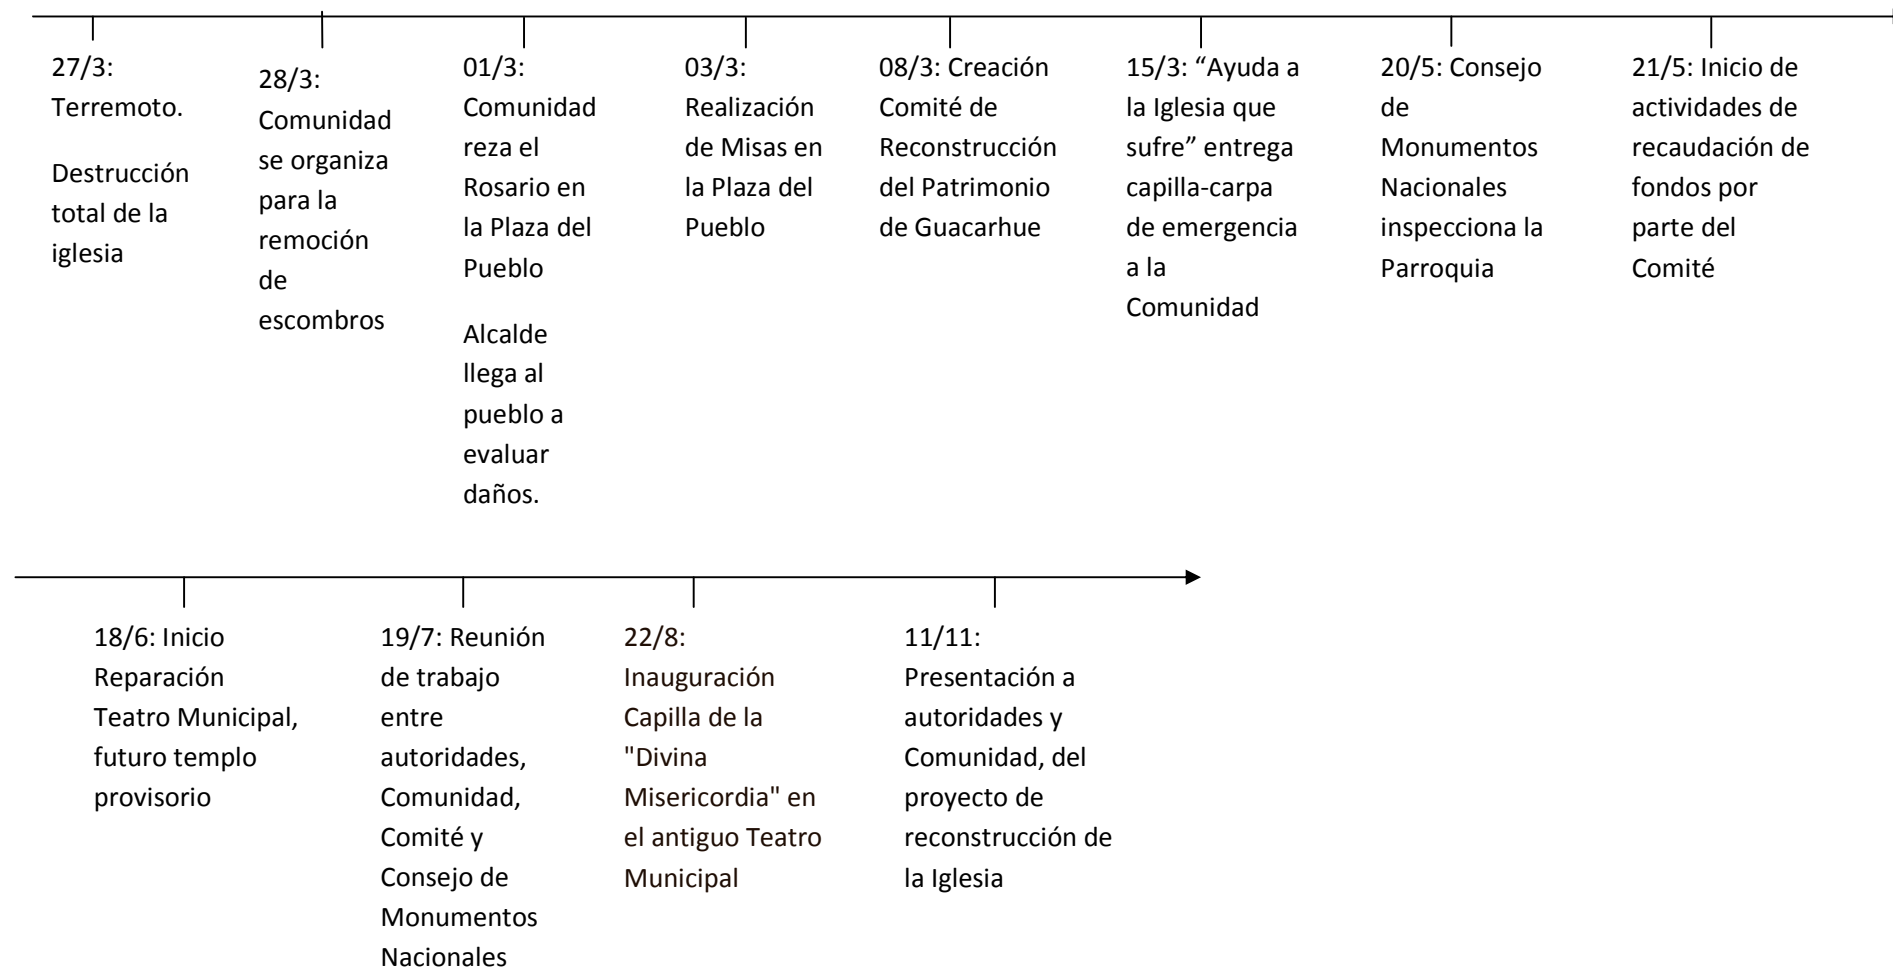 27/3:
Terremoto.
Destrucción
total de la
iglesia
28/3:
Comunidad
se organiza
para la
remoción
de
escombros
01/3:
Comunidad
reza el
Rosario en
la Plaza del
Pueblo
Alcalde
llega al
pueblo a
evaluar
daños.
03/3:
Realización
de Misas en
la Plaza del
Pueblo
08/3: Creación
Comité de
Reconstrucción
del Patrimonio
de Guacarhue
15/3: “Ayuda a
la Iglesia que
sufre” entrega
capilla-carpa
de emergencia
a la
Comunidad
20/5: Consejo
de
Monumentos
Nacionales
inspecciona la
Parroquia
21/5: Inicio de
actividades de
recaudación de
fondos por
parte del
Comité
18/6: Inicio
Reparación
Teatro Municipal,
futuro templo
provisorio
19/7: Reunión
de trabajo
entre
autoridades,
Comunidad,
Comité y
Consejo de
Monumentos
Nacionales
22/8:
Inauguración
Capilla de la
"Divina
Misericordia" en
el antiguo Teatro
Municipal
11/11:
Presentación a
autoridades y
Comunidad, del
proyecto de
reconstrucción de
la Iglesia